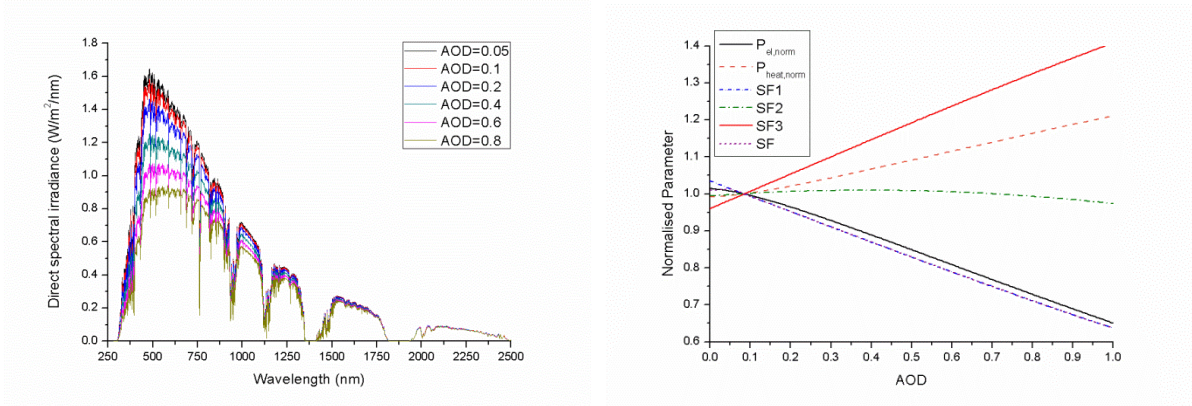 1.8
1.6
1.4
1.2
1.0
0.8
0.6
0.4
0.2
0.0
Direct spectral irradiance (W/m²/nm)
250 500 750 1000 1250 1500 1750 2000 2250 2500
Wavelength (nm)
AOD=0.05
AOD=0.1
AOD=0.2
AOD=0.4
AOD=0.6
AOD=0.8
1.4
1.3
1.2
1.1
1.0
0.9
0.8
0.7
0.6
Normalised Parameter
0.0 0.1 0.2 0.3 0.4 0.5 0.6 0.7 0.8 0.9 1.0
AOD
Pel,norm
Pheat,norm
SF1
SF2
SF3
SF